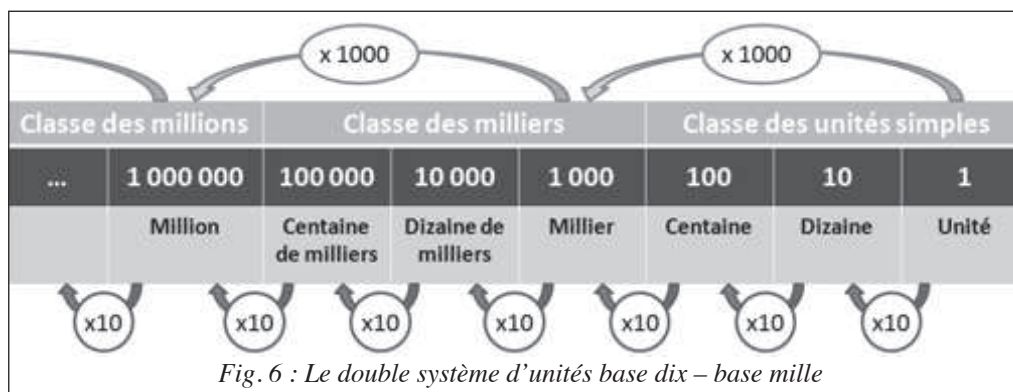 x 1000 x 1000
Classe des millions Classe des milliers Classe des unités simples
... 1 000 000 100 000 10 000 1 000 100 10 1
Million Centaine de milliers Dizaine de milliers Millier Centaine Dizaine Unité
x10 x10 x10 x10 x10 x10 x10
Fig. 6 : Le double système d'unités base dix – base mille